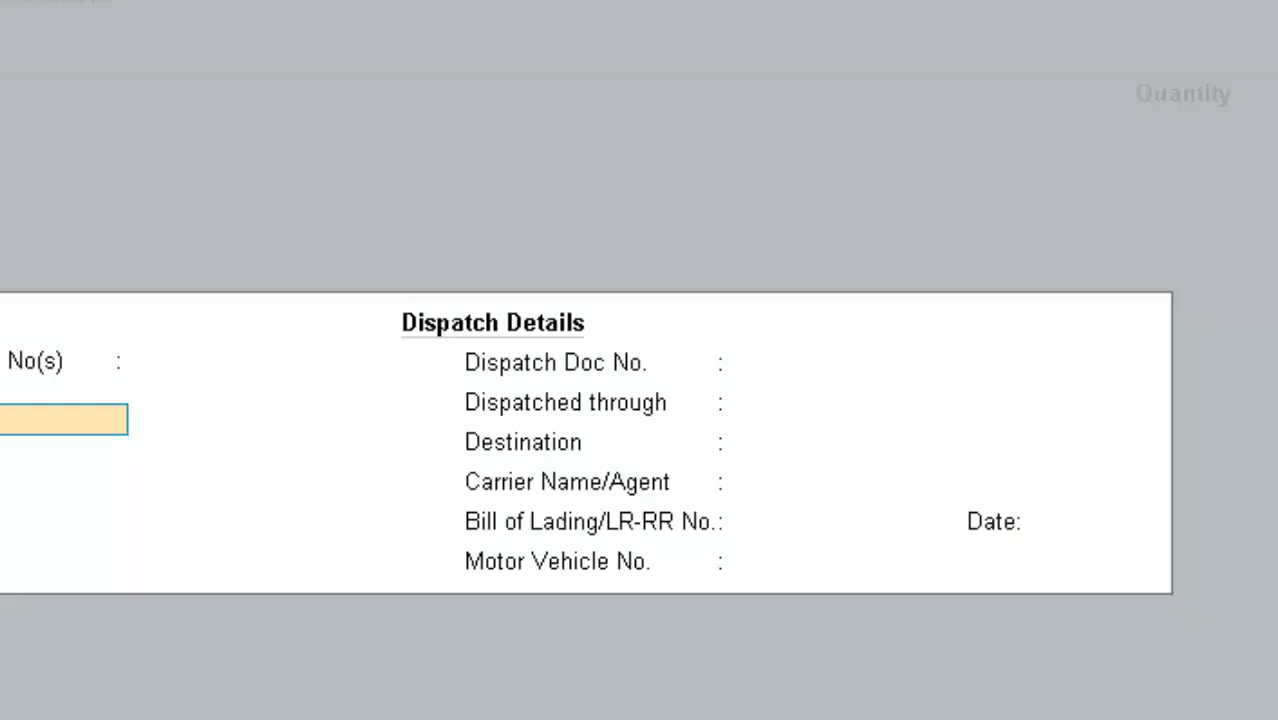 Quantity
Dispatch Details
No(s) :
Dispatch Doc No. :
Dispatched through :
Destination :
Carrier Name/Agent :
Bill of Lading/LR-RR No.: Date:
Motor Vehicle No. :